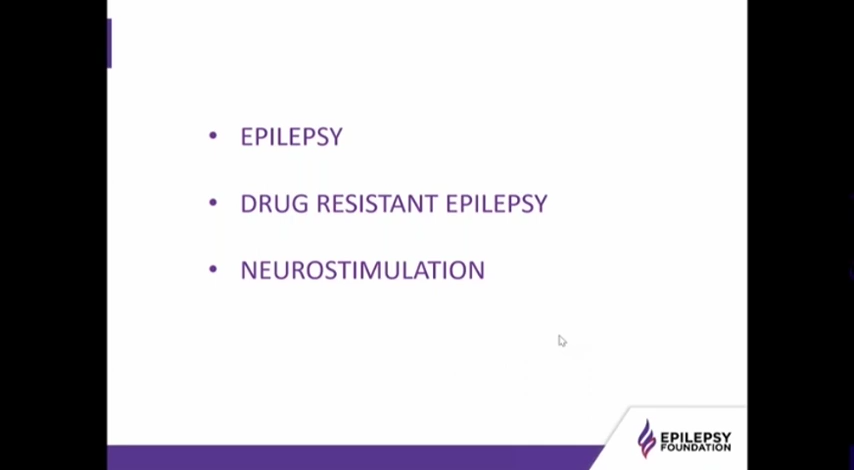 • EPILEPSY
• DRUG RESISTANT EPILEPSY
• NEUROSTIMULATION
EPILEPSY
FOUNDATION